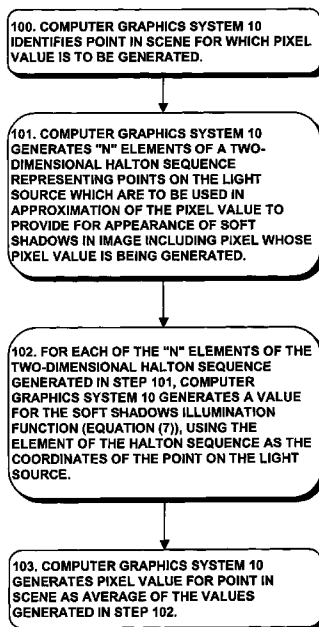 100. COMPUTER GRAPHICS SYSTEM 10
IDENTIFIES POINT IN SCENE FOR WHICH PIXEL
VALUE IS TO BE GENERATED.
101. COMPUTER GRAPHICS SYSTEM 10
GENERATES "N" ELEMENTS OF A TWO-
DIMENSIONAL HALTON SEQUENCE
REPRESENTING POINTS ON THE LIGHT
SOURCE WHICH ARE TO BE USED IN
APPROXIMATION OF THE PIXEL VALUE TO
PROVIDE FOR APPEARANCE OF SOFT
SHADOWS IN IMAGE INCLUDING PIXEL WHOSE
PIXEL VALUE IS BEING GENERATED.
102. FOR EACH OF THE "N" ELEMENTS OF THE
TWO-DIMENSIONAL HALTON SEQUENCE
GENERATED IN STEP 101, COMPUTER
GRAPHICS SYSTEM 10 GENERATES A VALUE
FOR THE SOFT SHADOWS ILLUMINATION
FUNCTION (EQUATION (7)), USING THE
ELEMENT OF THE HALTON SEQUENCE AS THE
COORDINATES OF THE POINT ON THE LIGHT
SOURCE.
103. COMPUTER GRAPHICS SYSTEM 10
GENERATES PIXEL VALUE FOR POINT IN
SCENE AS AVERAGE OF THE VALUES
GENERATED IN STEP 102.